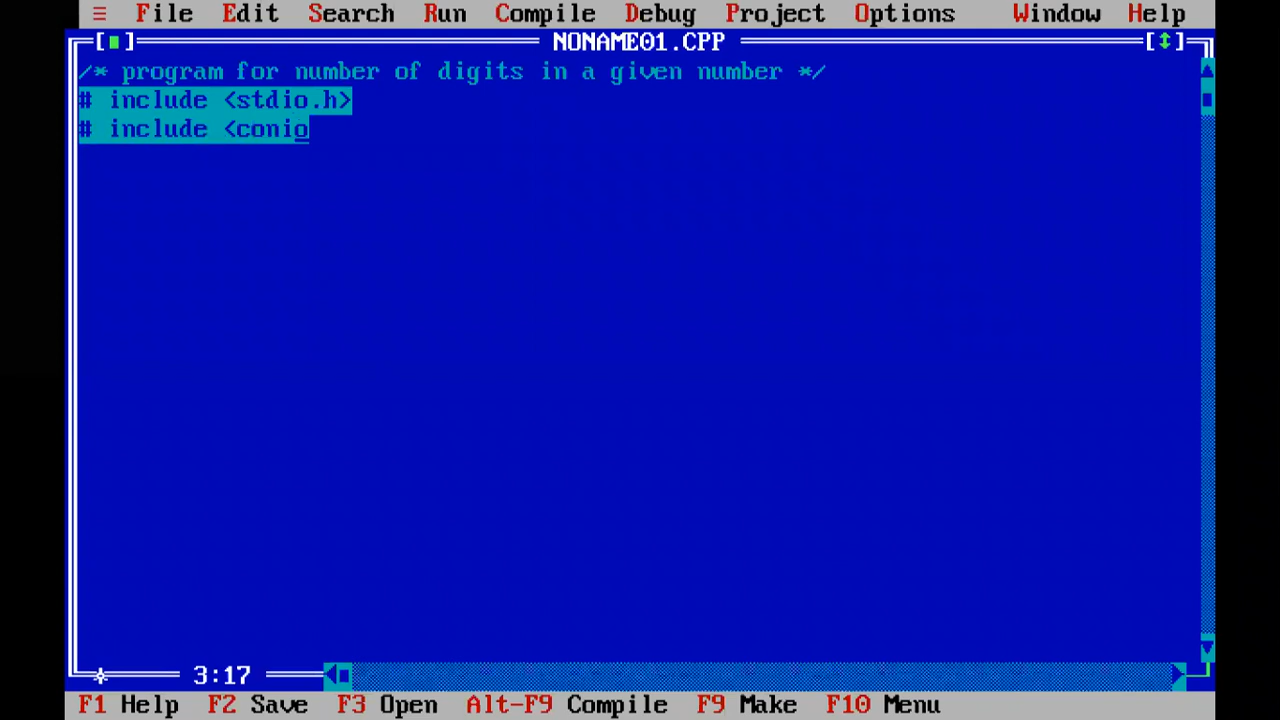 ≡ File Edit Search Run Compile Debug Project Options Window Help
[■] NONAME01.CPP [↕]
/* program for number of digits in a given number */
# include <stdio.h>
# include <conio
3:17
F1 Help F2 Save F3 Open Alt-F9 Compile F9 Make F10 Menu